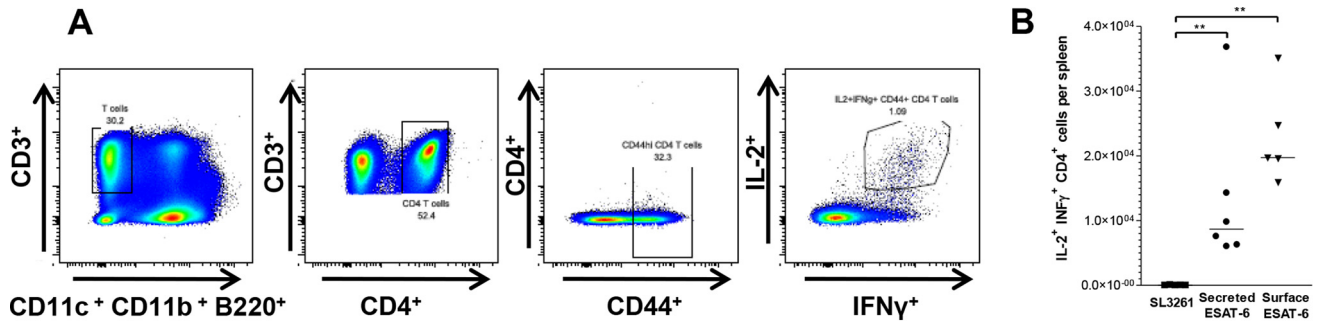 A
CD3⁺
T cells
30.2
CD11c⁺ CD11b⁺ B220⁺
CD3⁺
CD4 T cells
52.4
CD4⁺
CD4⁺
CD44hi CD4 T cells
32.3
CD44⁺
IL-2⁺
IL2+IFNg+ CD44+ CD4 T cells
1.09
IFNγ⁺
B
IL-2⁺ INFγ⁺ CD4⁺ cells per spleen
4.0×10⁰⁴
3.0×10⁰⁴
2.0×10⁰⁴
1.0×10⁰⁴
0.0×10⁻⁰⁰
**
**
SL3261
Secreted
ESAT-6
Surface
ESAT-6